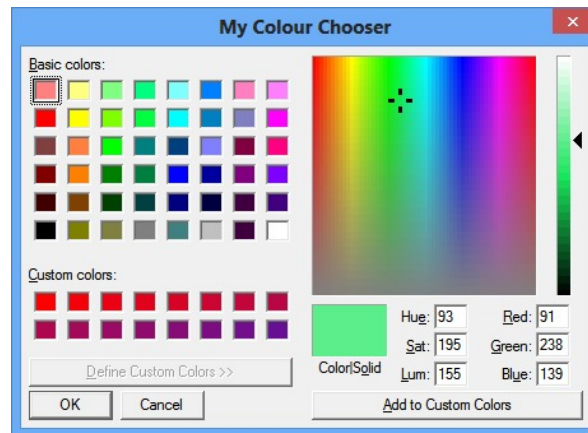 My Colour Chooser
Basic colors:
Custom colors:
Define Custom Colors >>
OK Cancel
Color|Solid
Hue: 93 Red: 91
Sat: 195 Green: 238
Lum: 155 Blue: 139
Add to Custom Colors